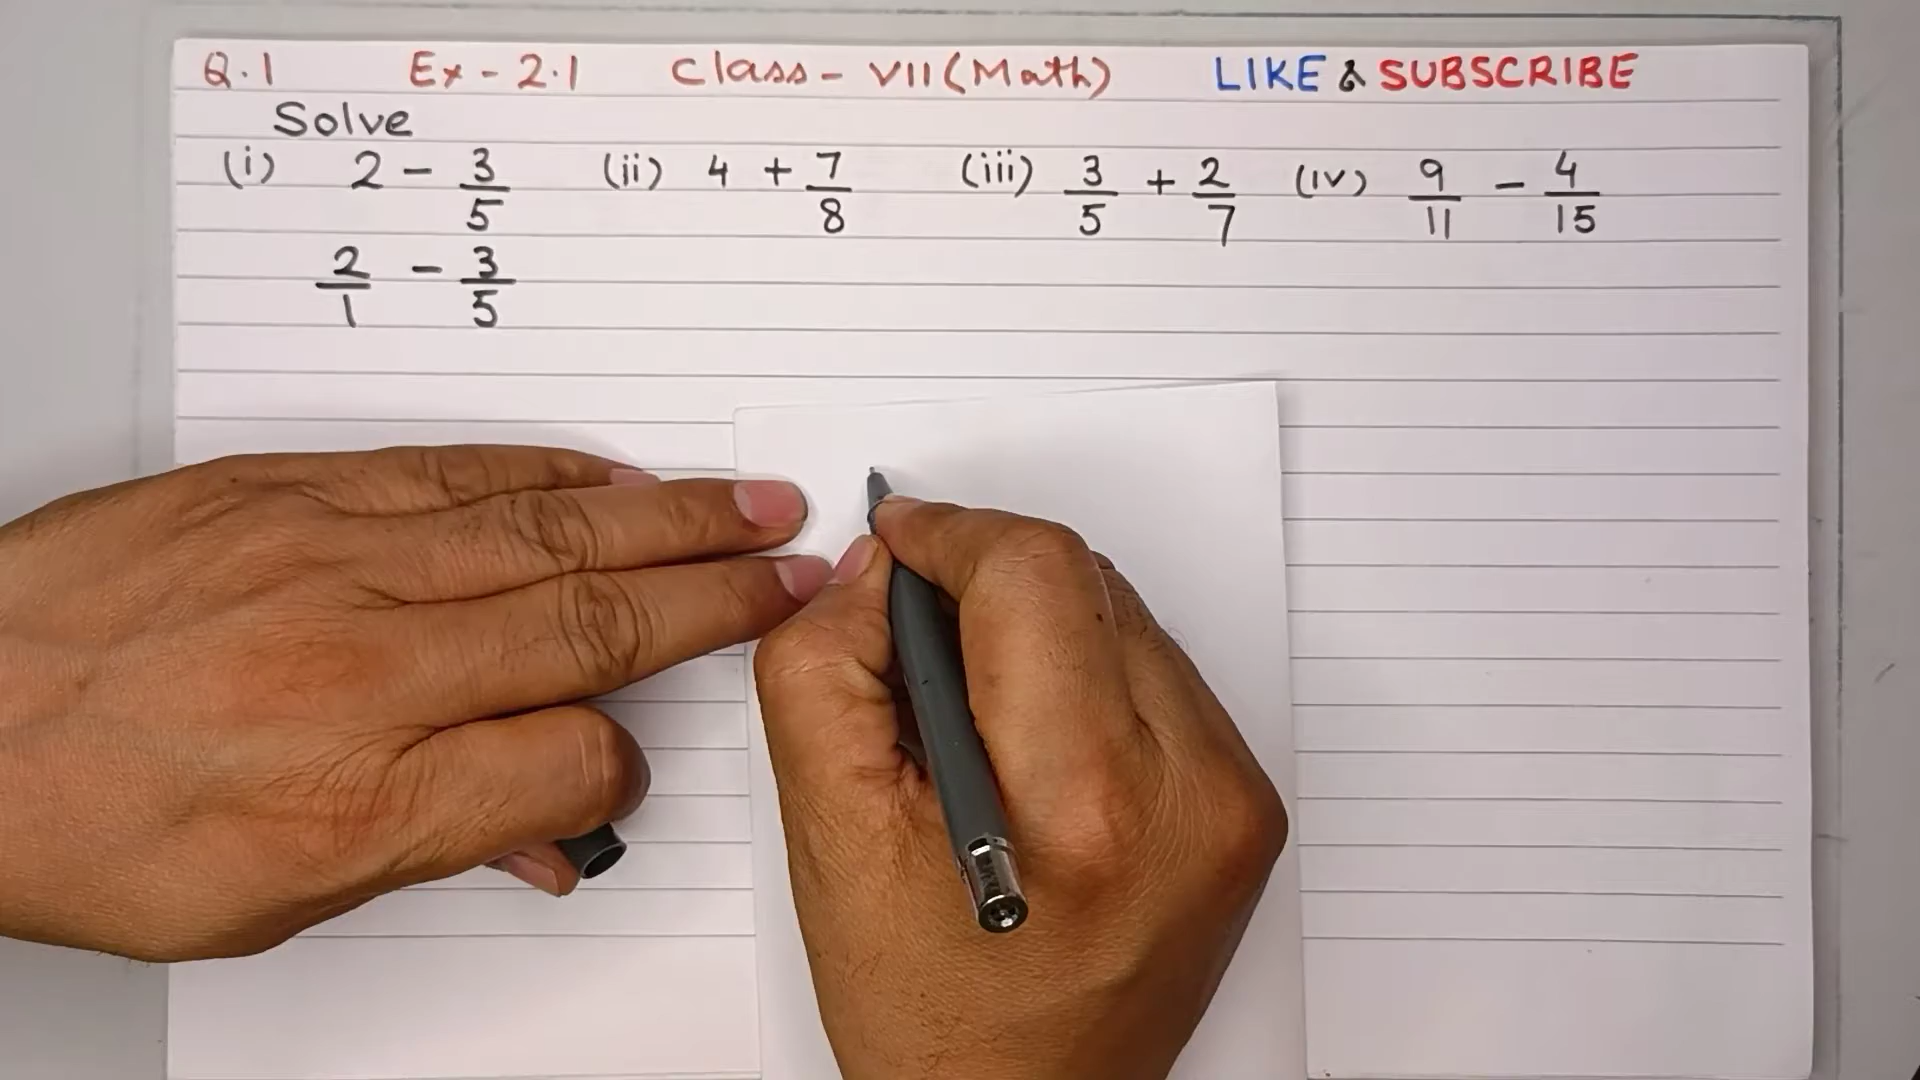 Q.1 Ex-2.1 Class-VII(Math) LIKE & SUBSCRIBE
Solve
(i) 2 - 3/5 (ii) 4 + 7/8 (iii) 3/5 + 2/7 (iv) 9/11 - 4/15
2/1 - 3/5